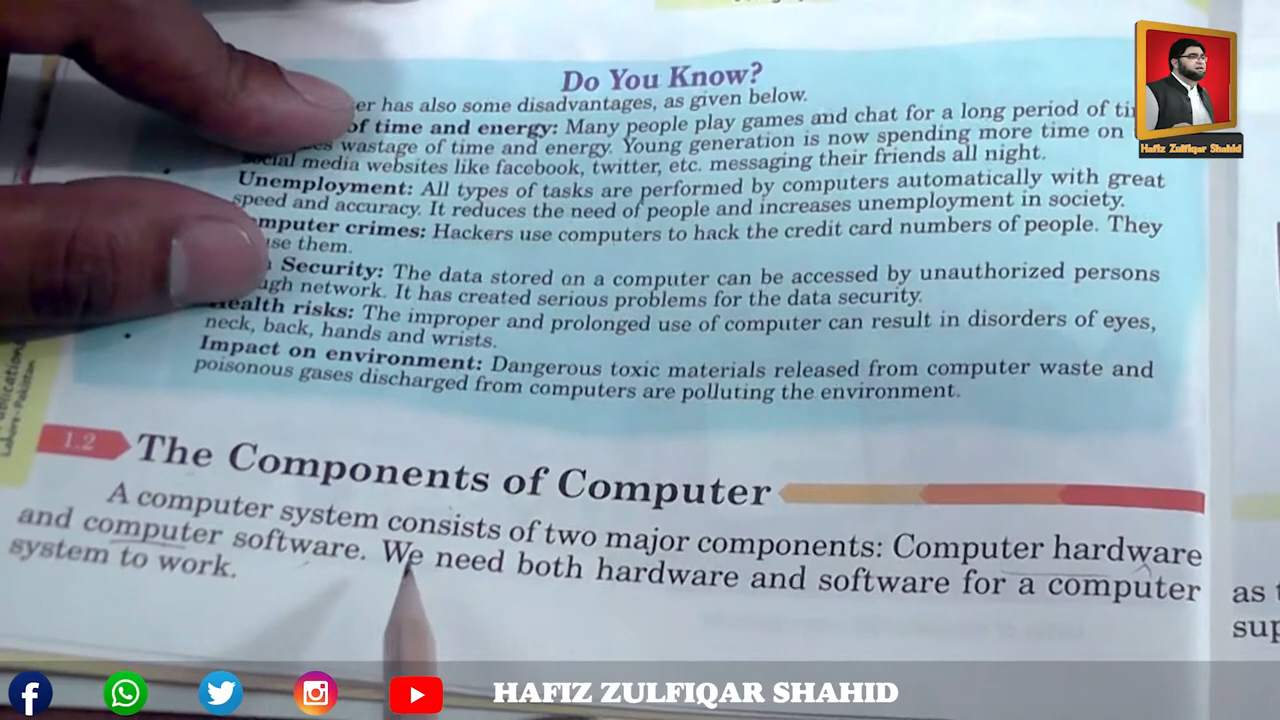 Do You Know?
er has also some disadvantages, as given below.
of time and energy: Many people play games and chat for a long period of
wastage of time and energy. Young generation is now spending more time on
social media websites like facebook, twitter, etc. messaging their friends all night.
Unemployment: All types of tasks are performed by computers automatically with great
speed and accuracy. It reduces the need of people and increases unemployment in society.
mputer crimes: Hackers use computers to hack the credit card numbers of people. They
use them.
Security: The data stored on a computer can be accessed by unauthorized persons
ugh network. It has created serious problems for the data security.
Health risks: The improper and prolonged use of computer can result in disorders of eyes,
neck, back, hands and wrists.
Impact on environment: Dangerous toxic materials released from computer waste and
poisonous gases discharged from computers are polluting the environment.
1.2 The Components of Computer
A computer system consists of two major components: Computer hardware
and computer software. We need both hardware and software for a computer
system to work.
Lahore-Pakistan
as
sup
Hafiz Zulfiqar Shahid
HAFIZ ZULFIQAR SHAHID